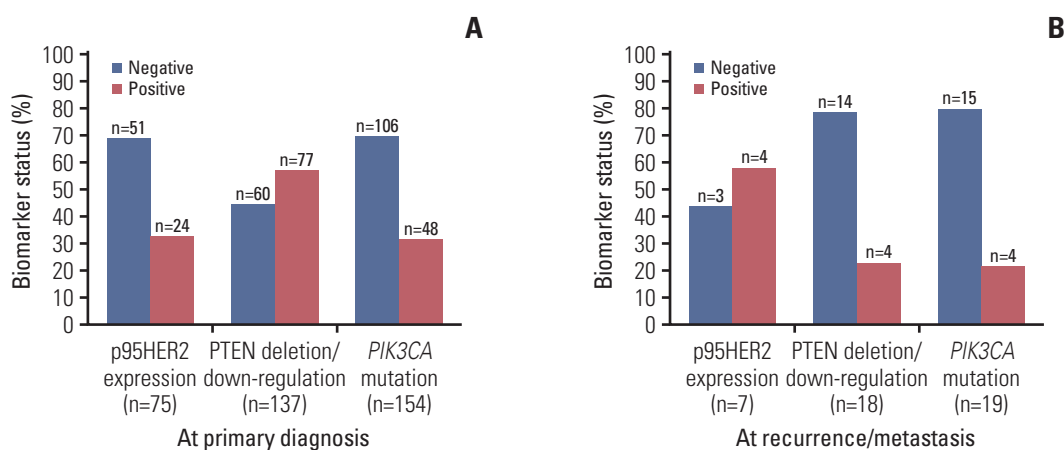 A
Biomarker status (%)
100
90
80
70
60
50
40
30
20
10
0
Negative
Positive
n=51
n=24
n=60
n=77
n=106
n=48
p95HER2
expression
(n=75)
PTEN deletion/
down-regulation
(n=137)
PIK3CA
mutation
(n=154)
At primary diagnosis
B
Biomarker status (%)
100
90
80
70
60
50
40
30
20
10
0
Negative
Positive
n=3
n=4
n=14
n=4
n=15
n=4
p95HER2
expression
(n=7)
PTEN deletion/
down-regulation
(n=18)
PIK3CA
mutation
(n=19)
At recurrence/metastasis